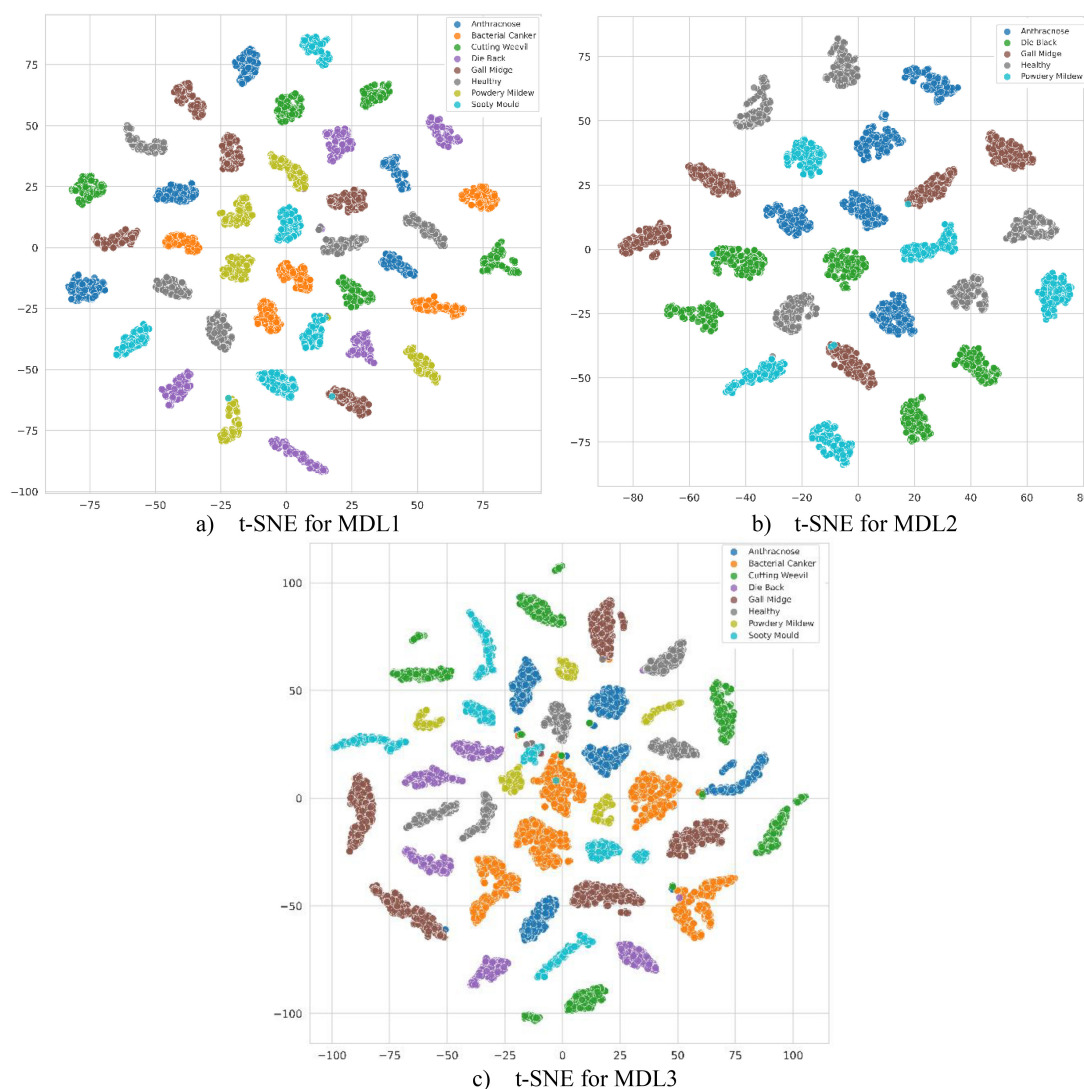 Anthracnose
Bacterial Canker
Cutting Weevil
Die Back
Gall Midge
Healthy
Powdery Mildew
Sooty Mould
75
50
25
0
−25
−50
−75
−100
−75 −50 −25 0 25 50 75
a) t-SNE for MDL1
Anthracnose
Die Black
Gall Midge
Healthy
Powdery Mildew
75
50
25
0
−25
−50
−75
−80 −60 −40 −20 0 20 40 60 80
b) t-SNE for MDL2
Anthracnose
Bacterial Canker
Cutting Weevil
Die Back
Gall Midge
Healthy
Powdery Mildew
Sooty Mould
100
50
0
−50
−100
−100 −75 −50 −25 0 25 50 75 100
c) t-SNE for MDL3